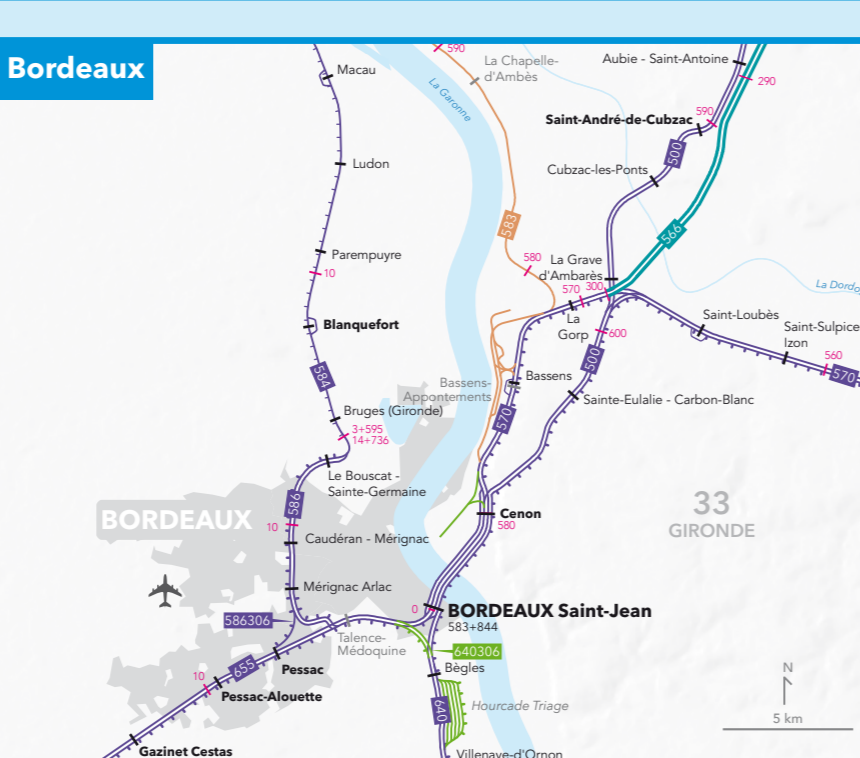 Bordeaux
590
Macau
La Chapelle-
d'Ambès
Aubie - Saint-Antoine
290
La Garonne
590
Saint-André-de-Cubzac
500
Ludon
Cubzac-les-Ponts
583
566
Parempuyre
580
La Grave
d'Ambarès
10
570
300
La
Gorp
600
Saint-Loubès
Saint-Sulpice
Izon
560
570
Blanquefort
500
584
Bassens
Bassens-
Appontements
Sainte-Eulalie - Carbon-Blanc
Bruges (Gironde)
570
3+595
14+736
Le Bouscat -
Sainte-Germaine
586
33
GIRONDE
BORDEAUX
10
Cenon
580
Caudéran - Mérignac
Mérignac Arlac
0
BORDEAUX Saint-Jean
583+844
586306
Talence-
Médoquine
640306
655
Pessac
Bègles
10
Pessac-Alouette
640
Hourcade Triage
N
5 km
Gazinet Cestas
Villenave-d'Ornon